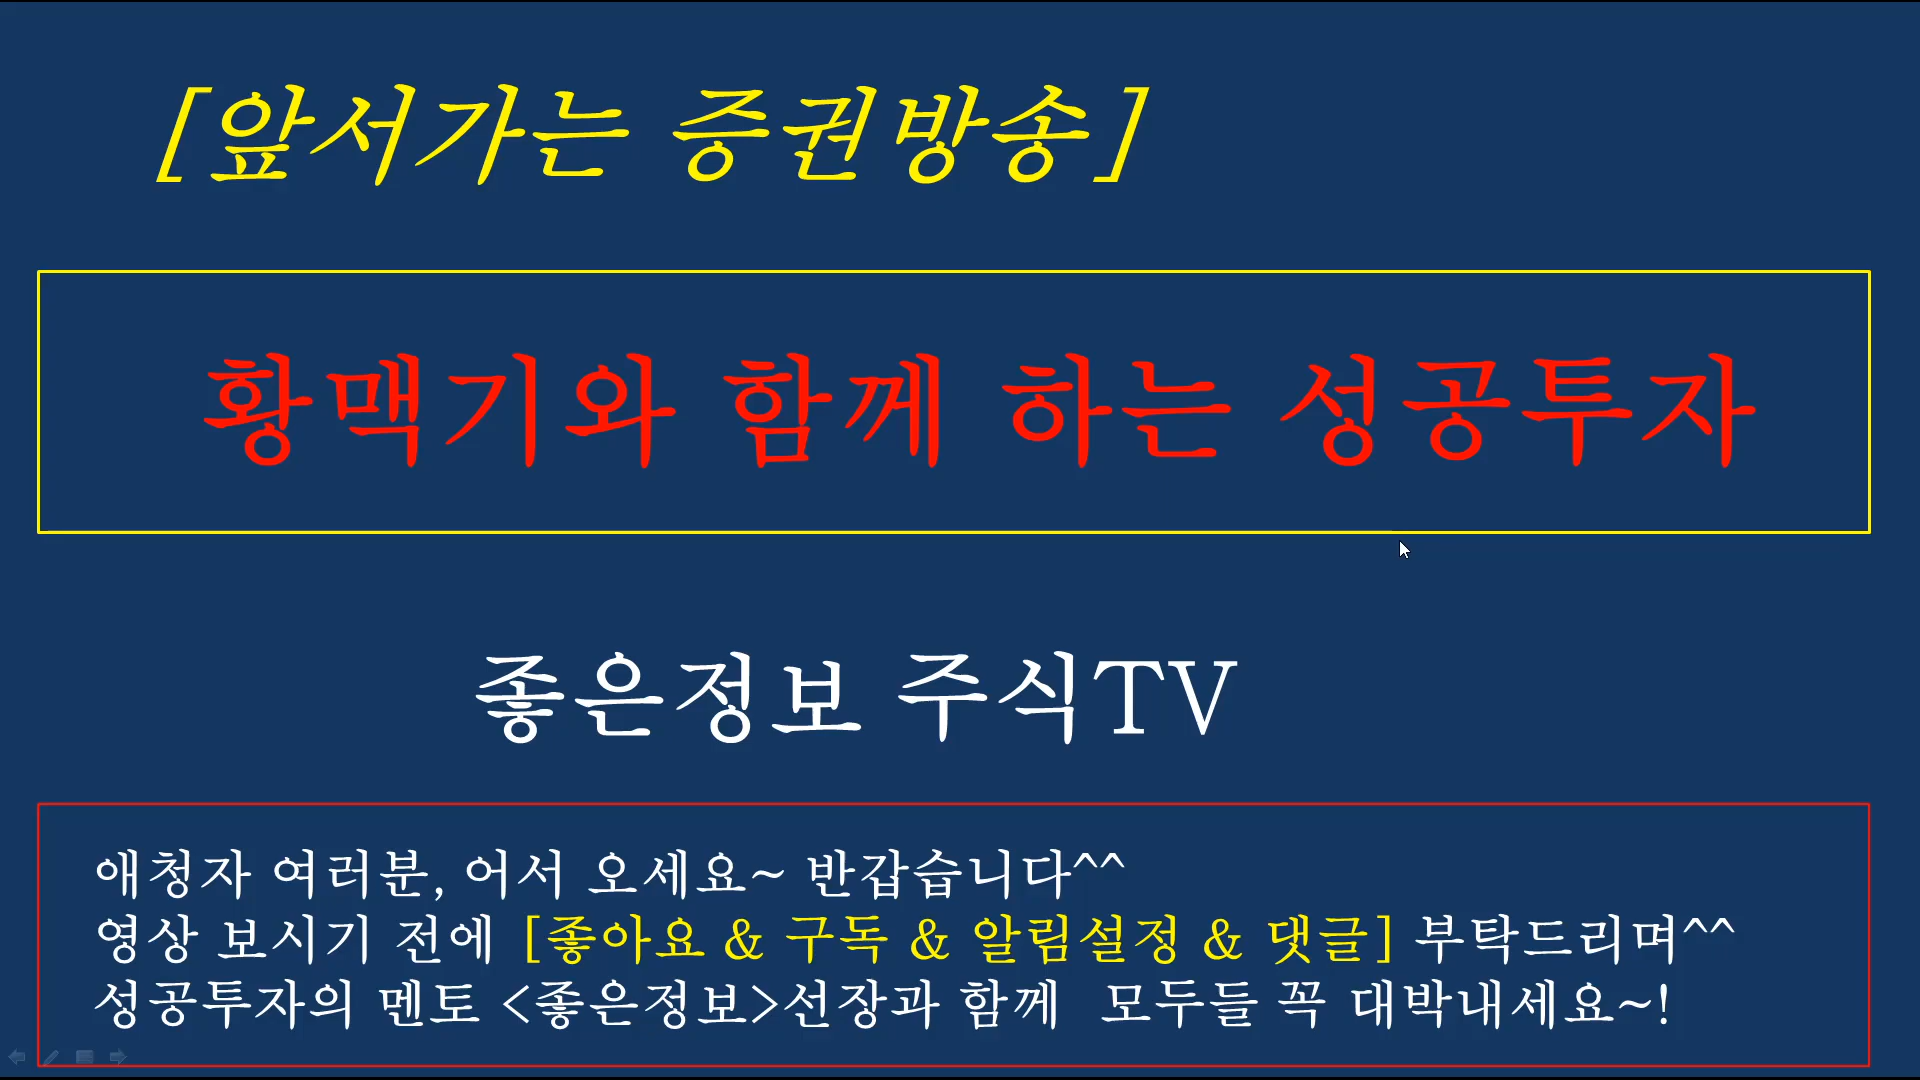 [앞서가는 증권방송]
황맥기와 함께 하는 성공투자
좋은정보 주식TV
애청자 여러분, 어서 오세요~ 반갑습니다^^
영상 보시기 전에 [좋아요 & 구독 & 알림설정 & 댓글] 부탁드리며^^
성공투자의 멘토 <좋은정보>선장과 함께 모두들 꼭 대박내세요~!